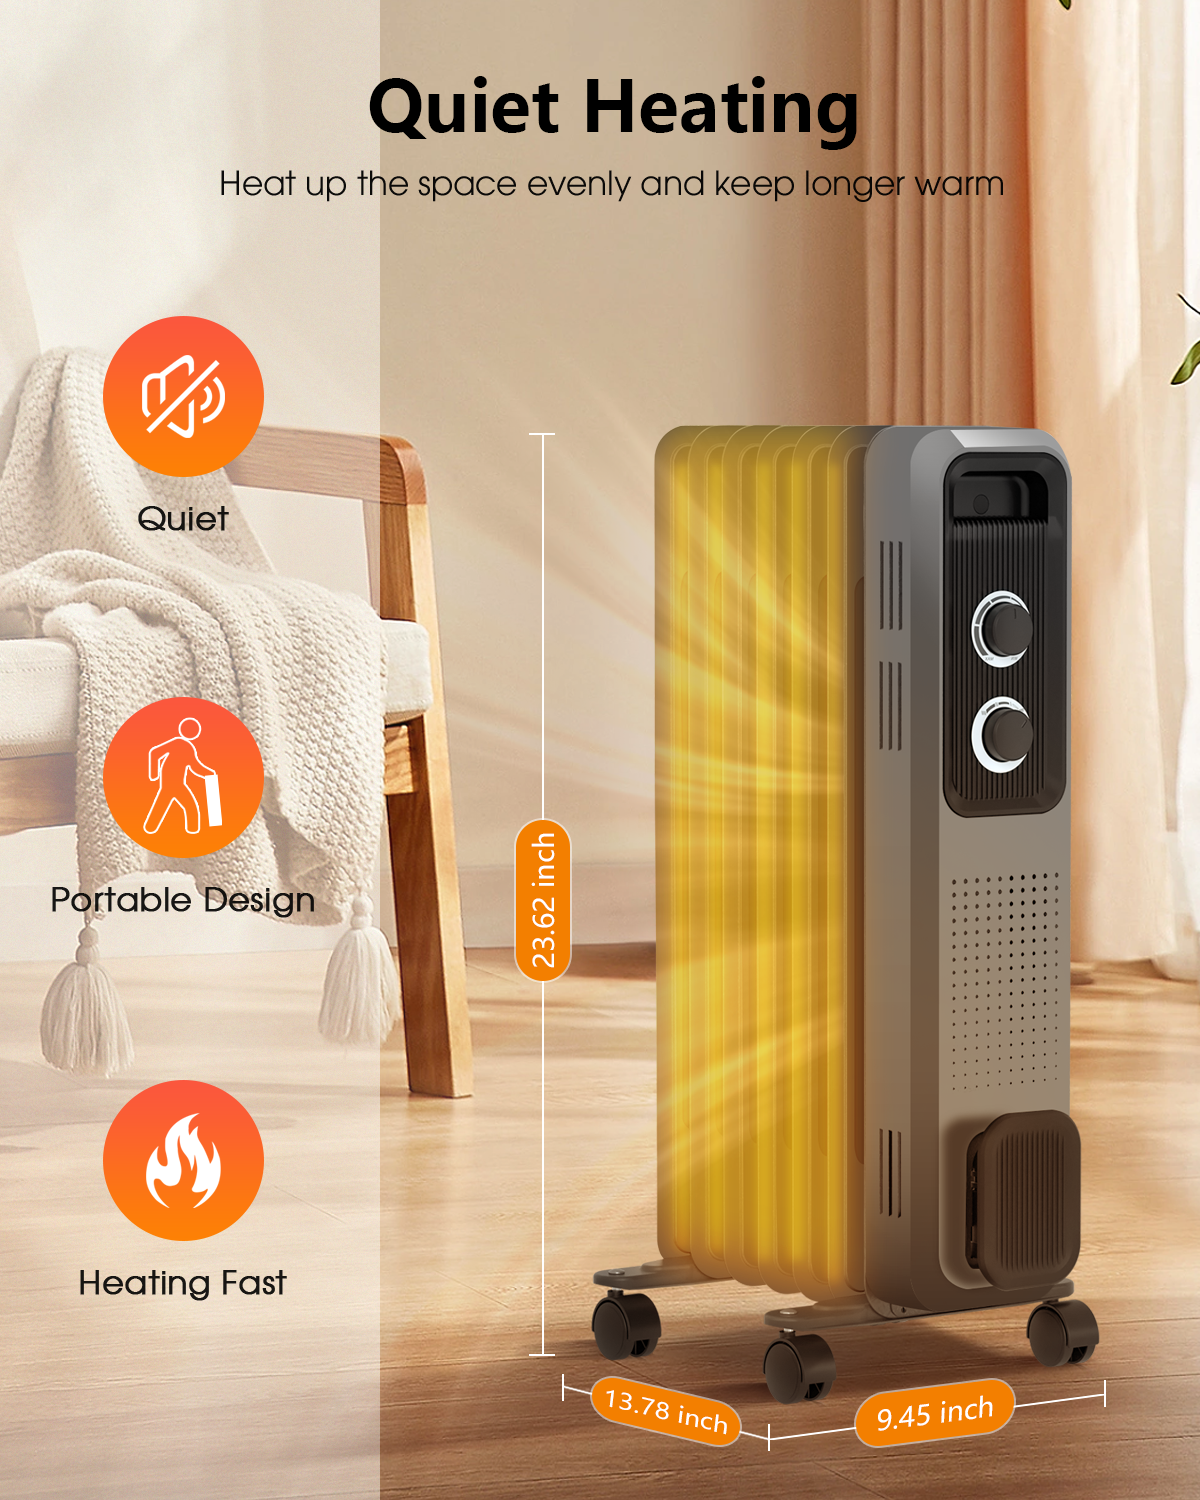 Quiet Heating
Heat up the space evenly and keep longer warm
Quiet
Portable Design
Heating Fast
23.62 inch
13.78 inch
9.45 inch